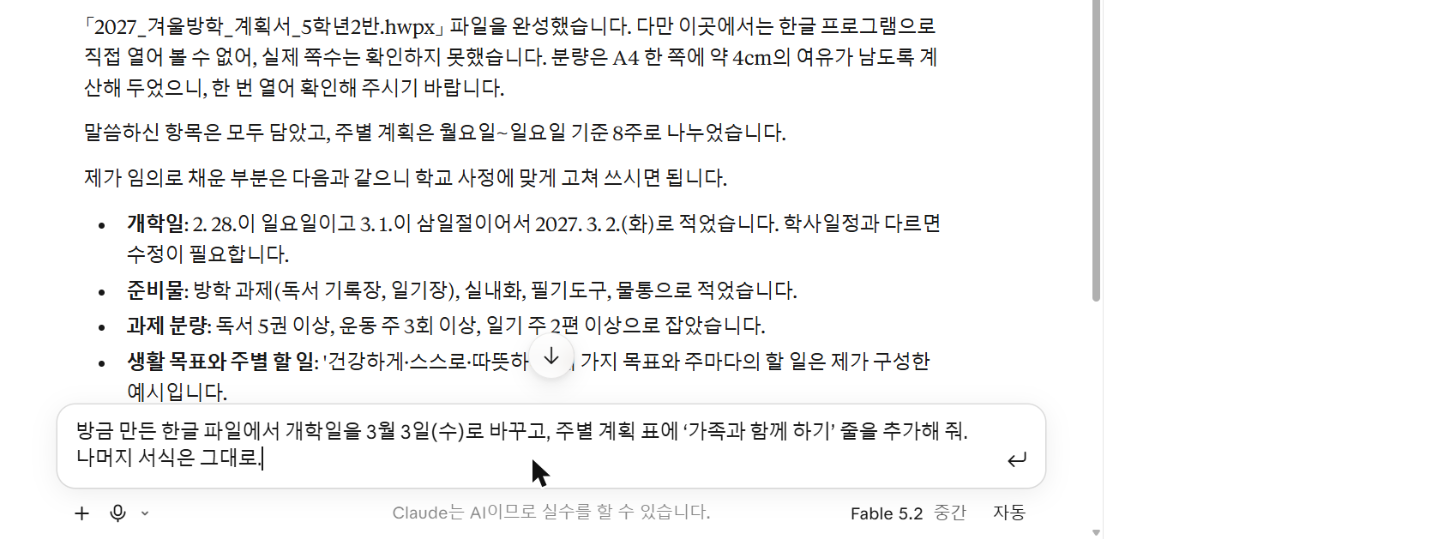 「2027_겨울방학_계획서_5학년2반.hwpx」 파일을 완성했습니다. 다만 이곳에서는 한글 프로그램으로
직접 열어 볼 수 없어, 실제 쪽수는 확인하지 못했습니다. 분량은 A4 한 쪽에 약 4cm의 여유가 남도록 계
산해 두었으니, 한 번 열어 확인해 주시기 바랍니다.
말씀하신 항목은 모두 담았고, 주별 계획은 월요일~일요일 기준 8주로 나누었습니다.
제가 임의로 채운 부분은 다음과 같으니 학교 사정에 맞게 고쳐 쓰시면 됩니다.
• 개학일: 2. 28.이 일요일이고 3. 1.이 삼일절이어서 2027. 3. 2.(화)로 적었습니다. 학사일정과 다르면
수정이 필요합니다.
• 준비물: 방학 과제(독서 기록장, 일기장), 실내화, 필기도구, 물통으로 적었습니다.
• 과제 분량: 독서 5권 이상, 운동 주 3회 이상, 일기 주 2편 이상으로 잡았습니다.
• 생활 목표와 주별 할 일: '건강하게·스스로·따뜻하 가지 목표와 주마다의 할 일은 제가 구성한
예시입니다.
방금 만든 한글 파일에서 개학일을 3월 3일(수)로 바꾸고, 주별 계획 표에 ‘가족과 함께 하기’ 줄을 추가해 줘.
나머지 서식은 그대로.
Claude는 AI이므로 실수를 할 수 있습니다. Fable 5.2 중간 자동